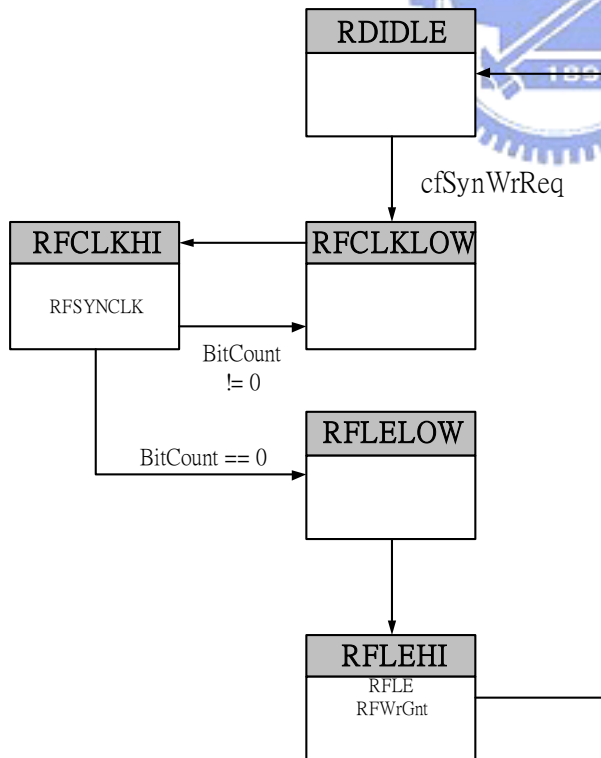 RDIDLE
cfSynWrReq
RFCLKHI
RFCLKLOW
RFSYNCLK
BitCount
!= 0
RFLELOW
BitCount == 0
RFLEHI
RFLE
RFWrGnt